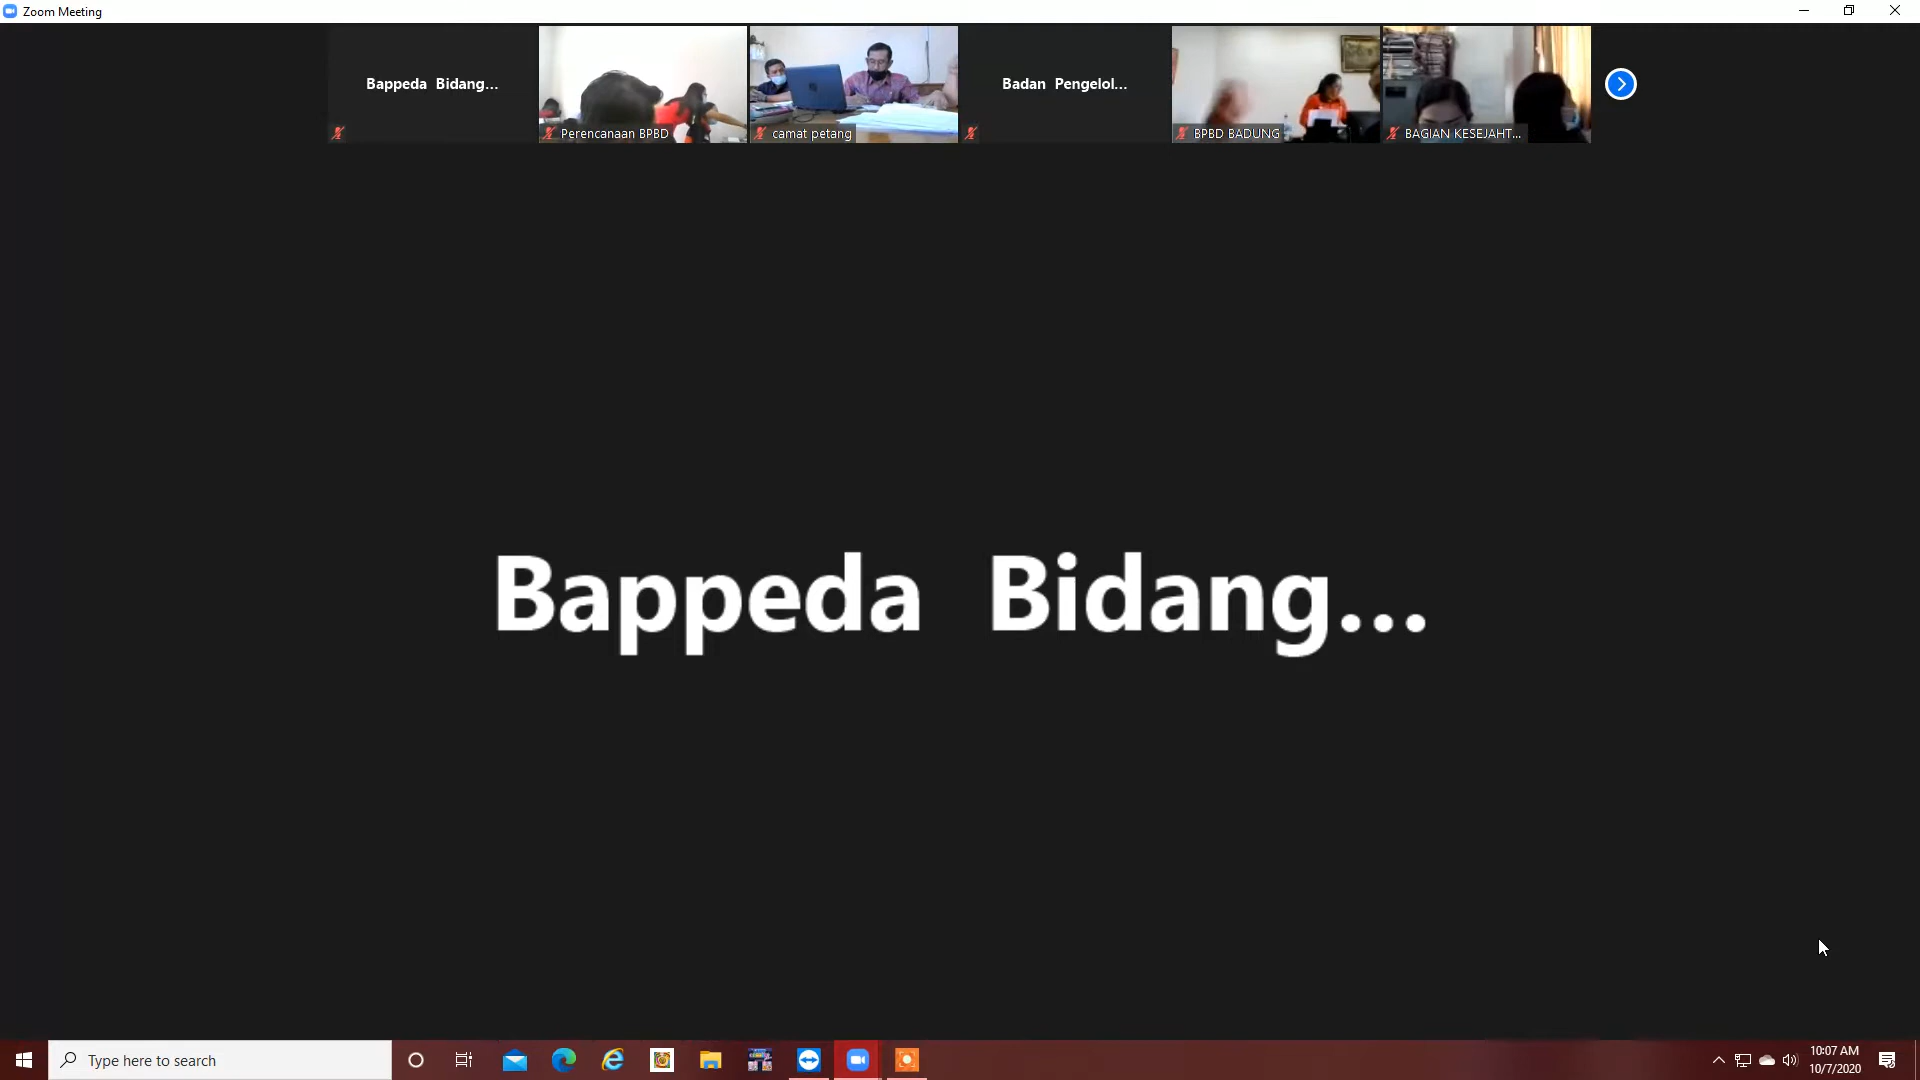 Zoom Meeting
Bappeda Bidang...
Perencanaan BPBD
camat petang
Badan Pengelol...
BPBD BADUNG
BAGIAN KESEJAHT...
Bappeda Bidang...
Type here to search
10:07 AM
10/7/2020